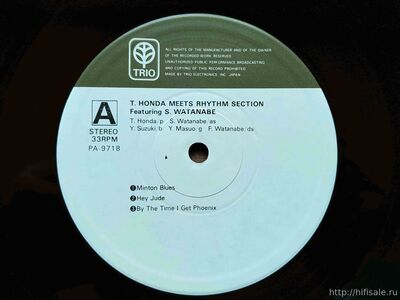 TRIO
ALL RIGHTS OF THE MANUFACTURER AND OF THE OWNER
OF THE RECORDED WORK RESERVED
UNAUTHORIZED PUBLIC PERFORMANCE BROADCASTING
AND COPYING OF THIS RECORD PROHIBITED
MADE BY TRIO ELECTRONICS INC. JAPAN
A
STEREO
33RPM
PA-9718
T. HONDA MEETS RHYTHM SECTION
Featuring S. WATANABE
T. Honda/p S. Watanabe/as
Y. Suzuki/b Y. Masuo/g F. Watanabe/ds
❶Minton Blues
❷Hey Jude
❸By The Time I Get Phoenix
http://hifisale.ru